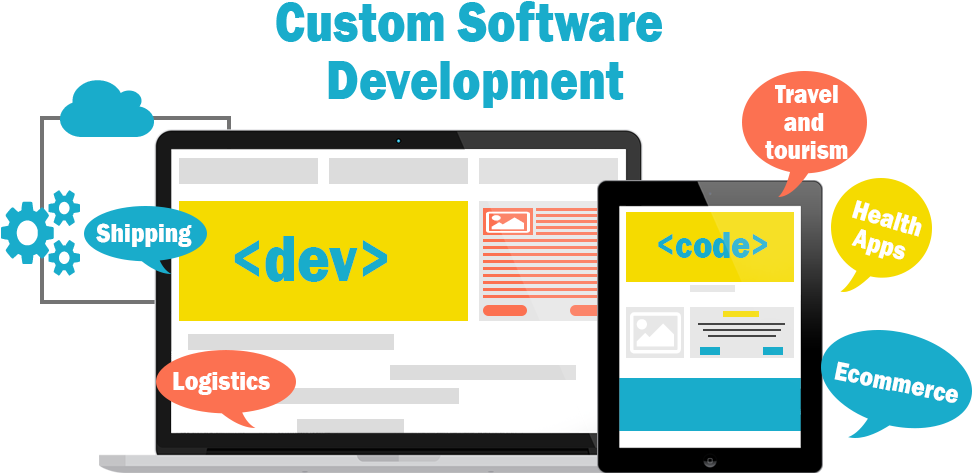 Custom Software
Development
Travel
and
tourism
Health
Apps
Shipping
<dev>
<code>
Logistics
Ecommerce